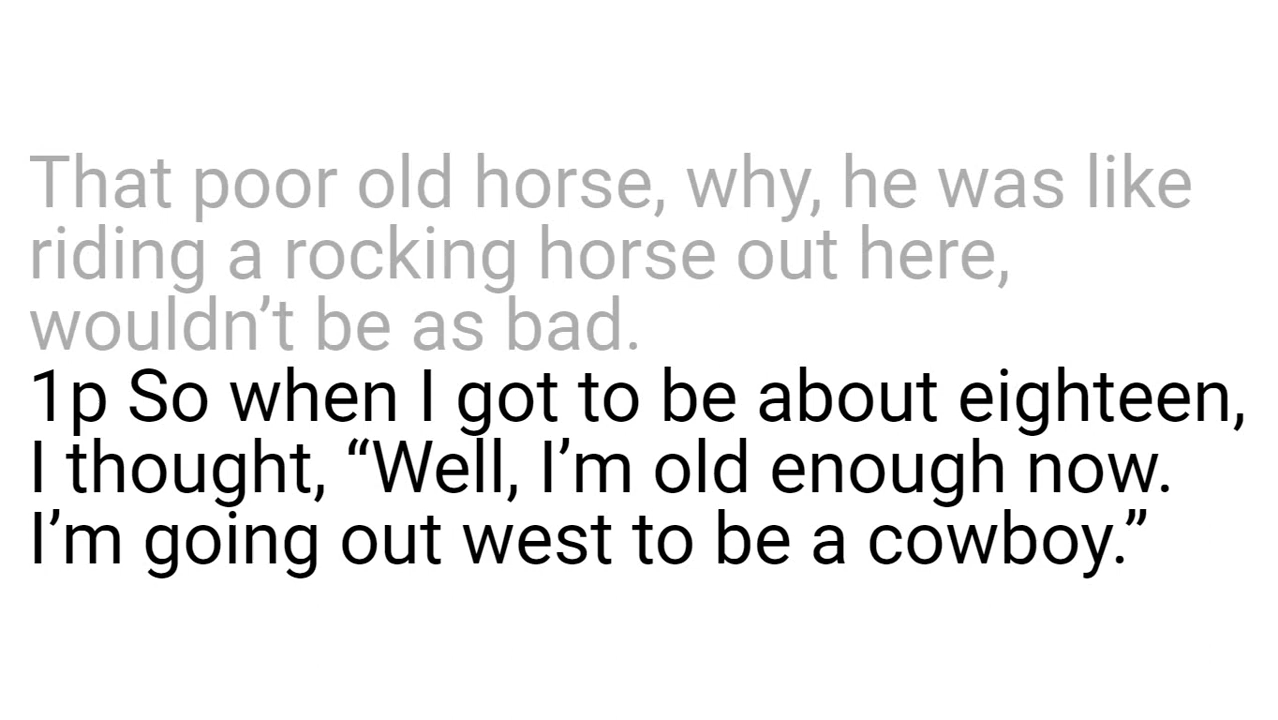 That poor old horse, why, he was like
riding a rocking horse out here,
wouldn’t be as bad.
1p So when I got to be about eighteen,
I thought, “Well, I’m old enough now.
I’m going out west to be a cowboy.”